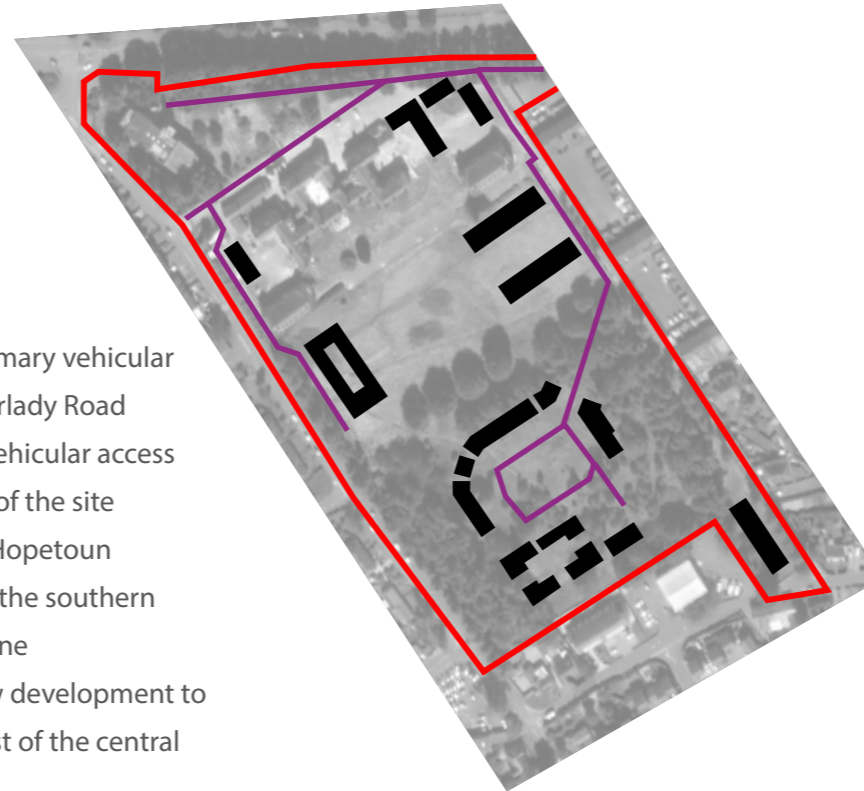 mary vehicular
rlady Road
ehicular access
of the site
Hopetoun
the southern
ne
development to
st of the central